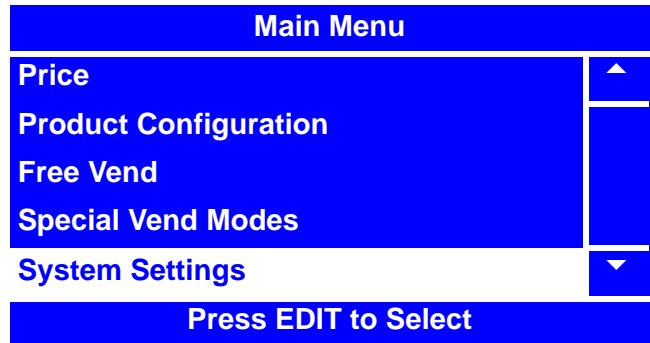 Main Menu
Price
Product Configuration
Free Vend
Special Vend Modes
System Settings
Press EDIT to Select